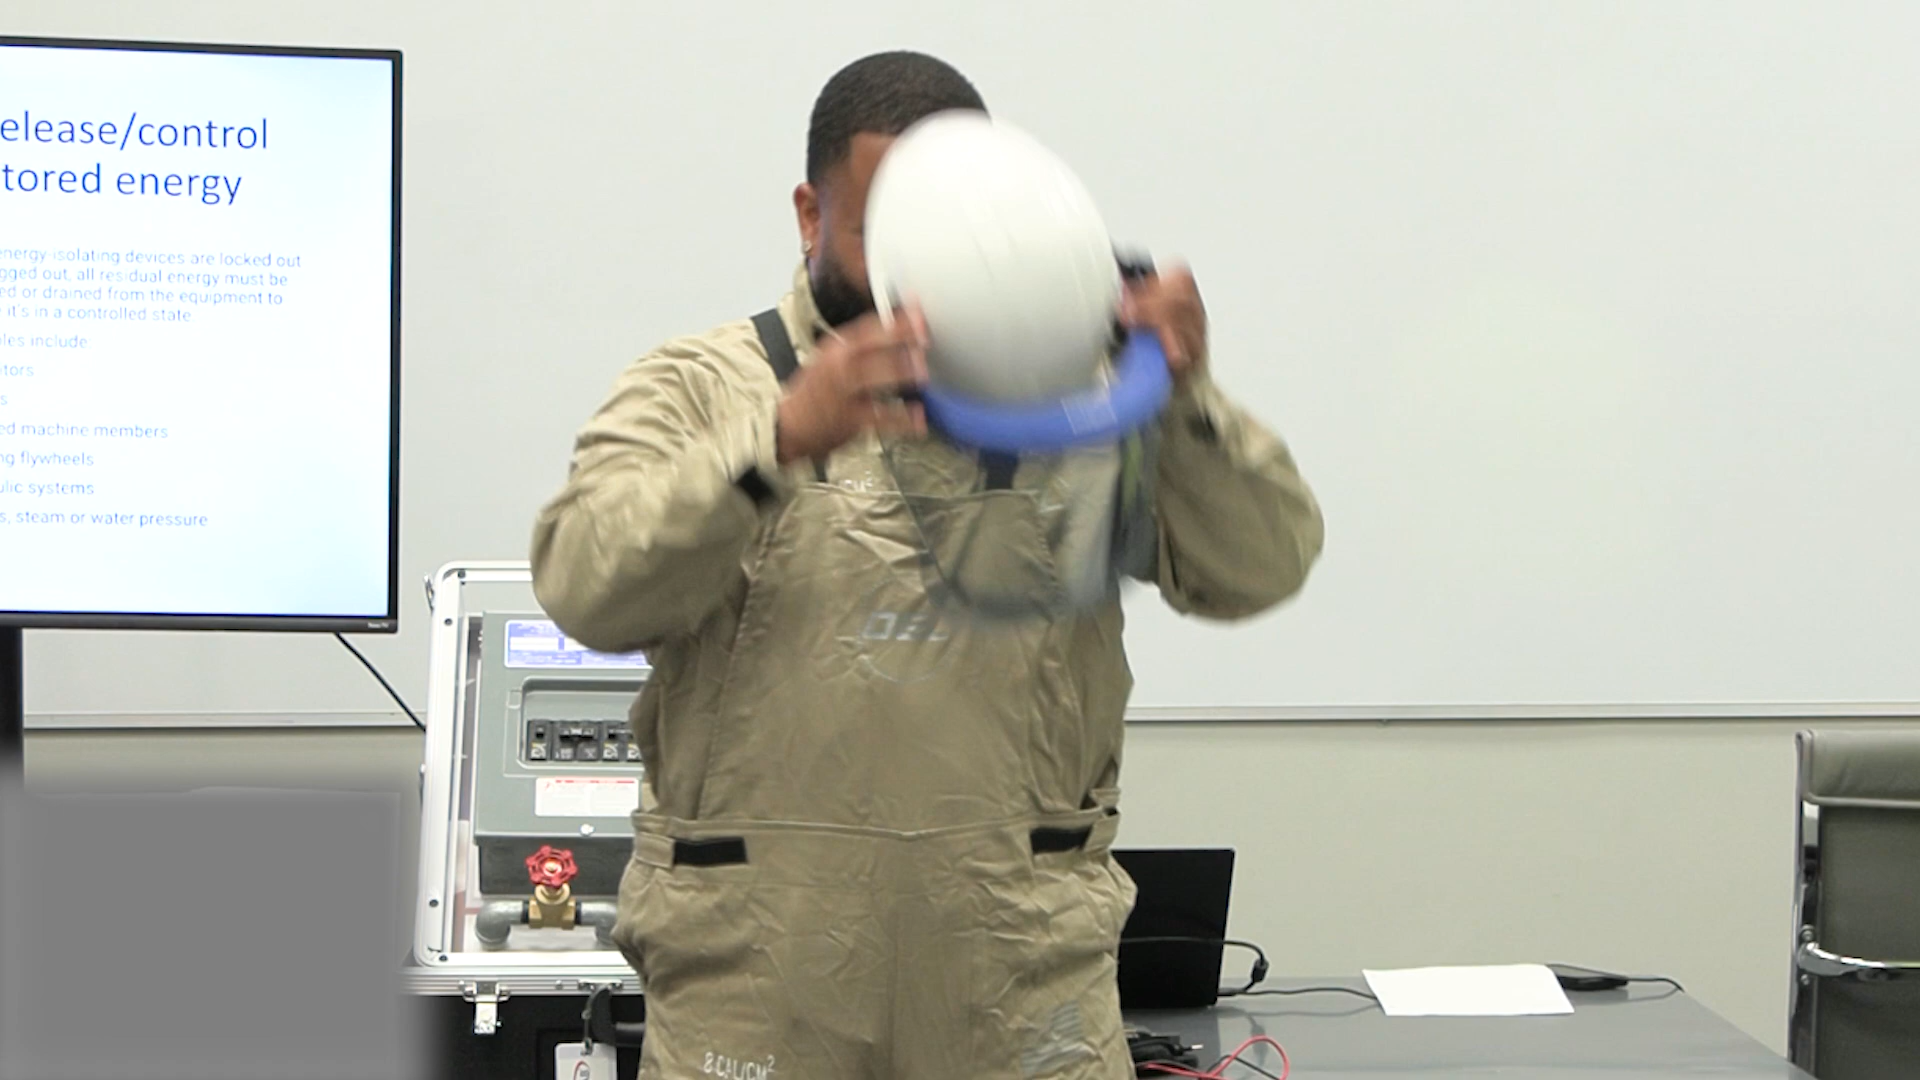 elease/control
tored energy
energy-isolating devices are locked out
gged out, all residual energy must be
ed or drained from the equipment to
it's in a controlled state.
les include:
tors
s
ed machine members
ng flywheels
ulic systems
s, steam or water pressure
8 CAL/CM²